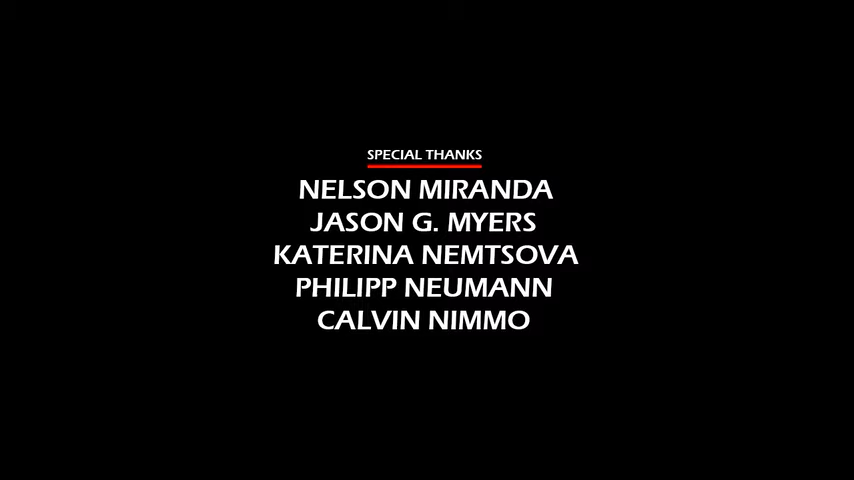 SPECIAL THANKS
NELSON MIRANDA
JASON G. MYERS
KATERINA NEMTSOVA
PHILIPP NEUMANN
CALVIN NIMMO